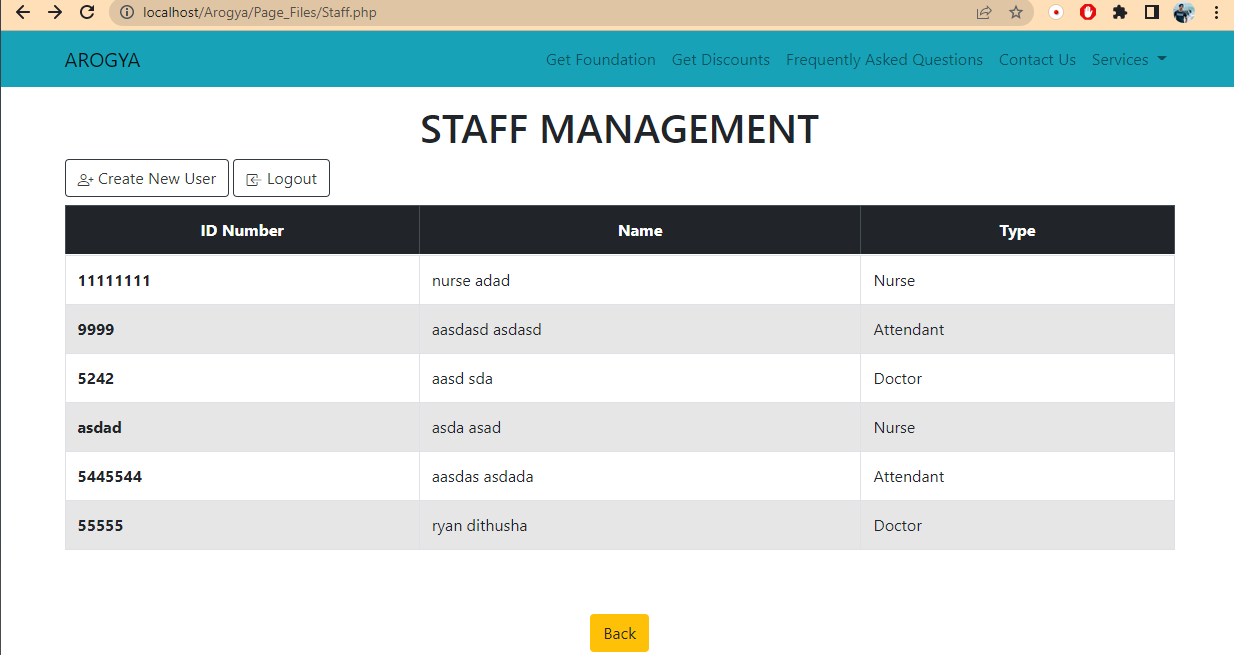 localhost/Arogya/Page_Files/Staff.php
AROGYA Get Foundation Get Discounts Frequently Asked Questions Contact Us Services
STAFF MANAGEMENT
Create New User Logout
ID Number Name Type
11111111 nurse adad Nurse
9999 aasdasd asdasd Attendant
5242 aasd sda Doctor
asdad asda asad Nurse
5445544 aasdas asdada Attendant
55555 ryan dithusha Doctor
Back